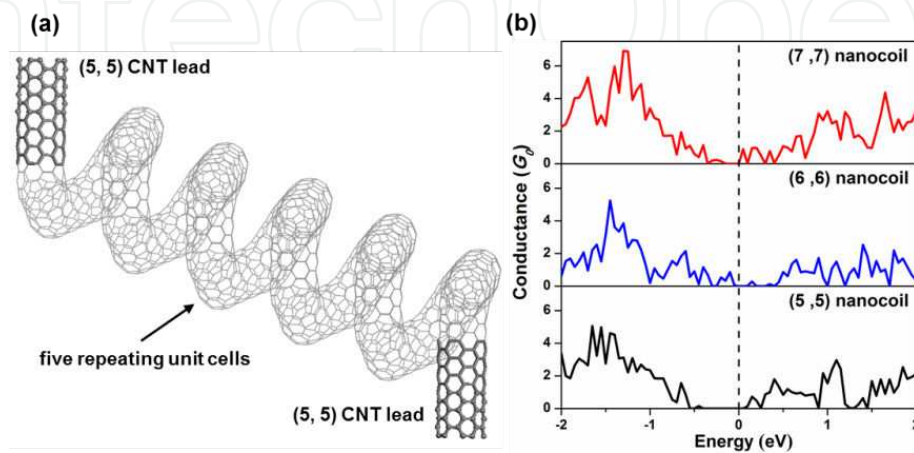 (a)
(5, 5) CNT lead
five repeating unit cells
(5, 5) CNT lead
(b)
Conductance (G0)
6
4
2
0
(7 ,7) nanocoil
6
4
2
0
(6 ,6) nanocoil
6
4
2
0
(5 ,5) nanocoil
-2
-1
0
1
2
Energy (eV)